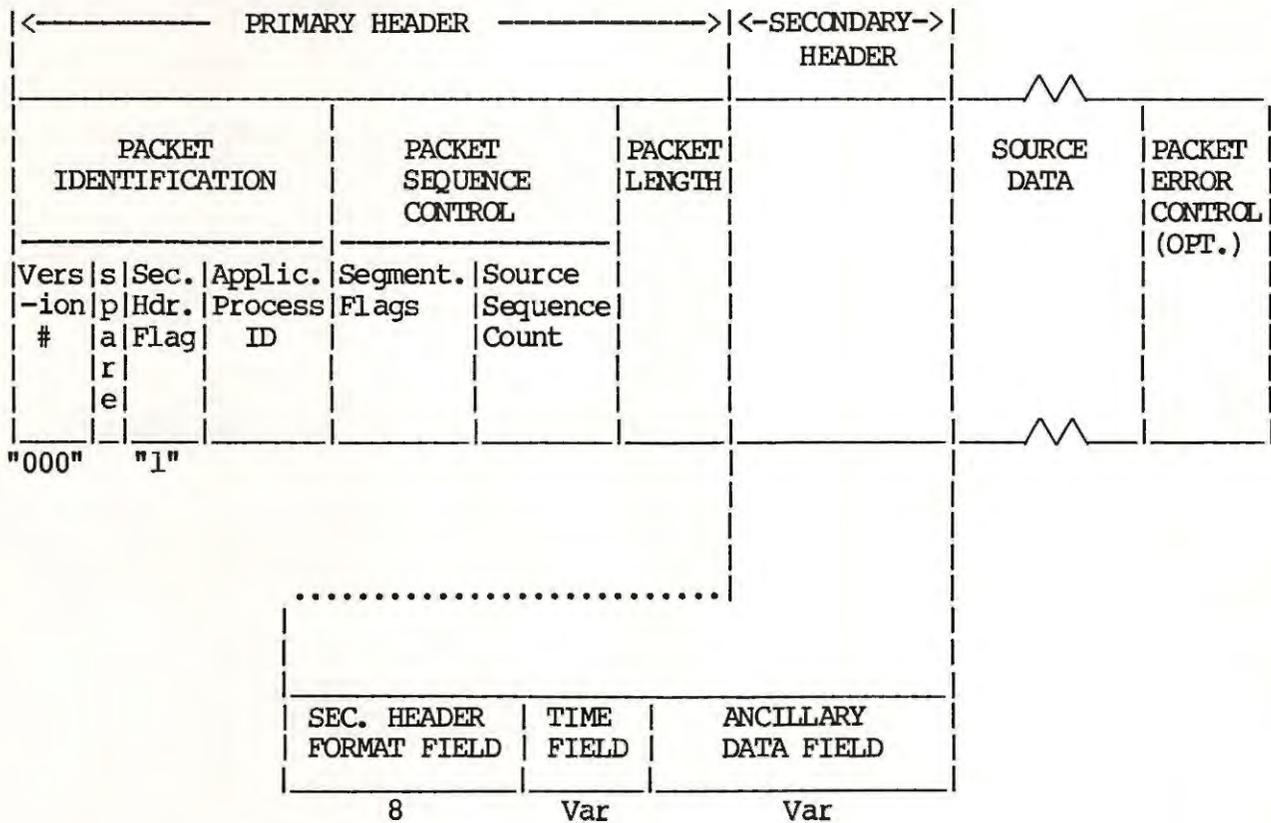 |<———— PRIMARY HEADER ————>|<-SECONDARY->|
HEADER
PACKET IDENTIFICATION
PACKET SEQUENCE CONTROL
PACKET LENGTH
SOURCE DATA
PACKET ERROR CONTROL (OPT.)
Vers-ion #
spare
Sec. Hdr. Flag
Applic. Process ID
Segment. Flags
Source Sequence Count
"000" "1"
SEC. HEADER FORMAT FIELD
TIME FIELD
ANCILLARY DATA FIELD
8 Var Var